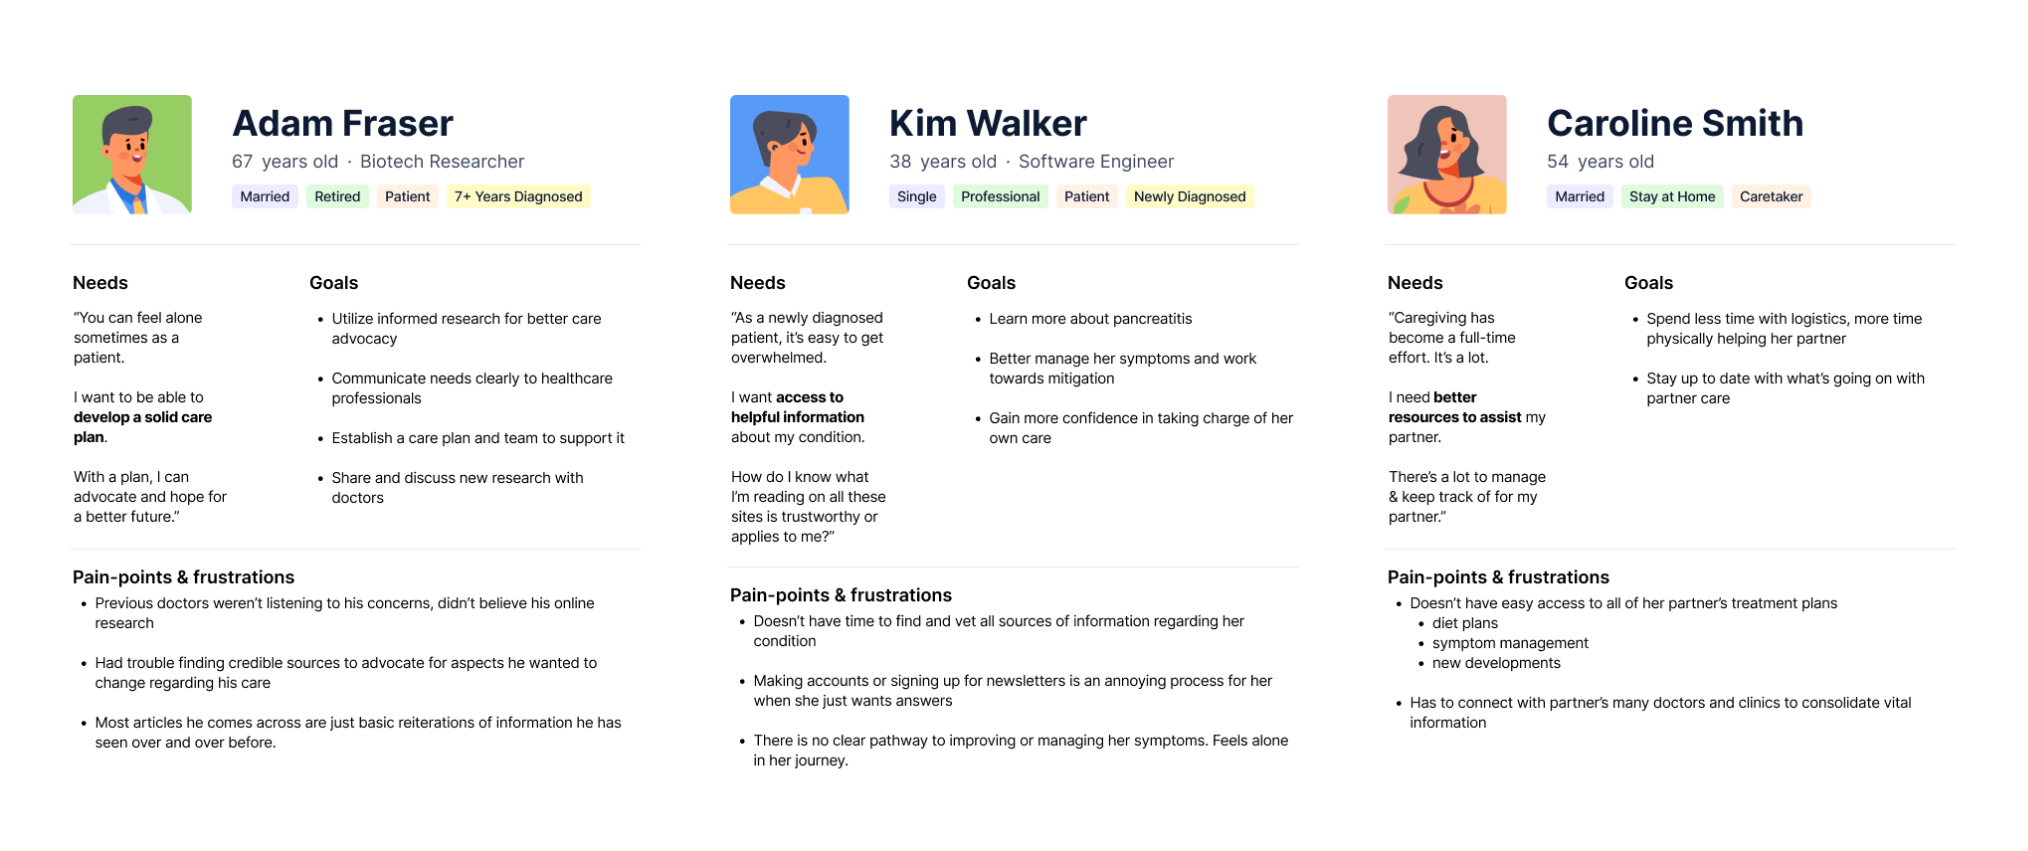 Adam Fraser
67 years old · Biotech Researcher
Married Retired Patient 7+ Years Diagnosed
Needs
“You can feel alone
sometimes as a
patient.
I want to be able to
develop a solid care
plan.
With a plan, I can
advocate and hope for
a better future.”
Goals
• Utilize informed research for better care
advocacy
• Communicate needs clearly to healthcare
professionals
• Establish a care plan and team to support it
• Share and discuss new research with
doctors
Pain-points & frustrations
• Previous doctors weren’t listening to his concerns, didn’t believe his online
research
• Had trouble finding credible sources to advocate for aspects he wanted to
change regarding his care
• Most articles he comes across are just basic reiterations of information he has
seen over and over before.
Kim Walker
38 years old · Software Engineer
Single Professional Patient Newly Diagnosed
Needs
“As a newly diagnosed
patient, it’s easy to get
overwhelmed.
I want access to
helpful information
about my condition.
How do I know what
I’m reading on all these
sites is trustworthy or
applies to me?”
Goals
• Learn more about pancreatitis
• Better manage her symptoms and work
towards mitigation
• Gain more confidence in taking charge of her
own care
Pain-points & frustrations
• Doesn’t have time to find and vet all sources of information regarding her
condition
• Making accounts or signing up for newsletters is an annoying process for her
when she just wants answers
• There is no clear pathway to improving or managing her symptoms. Feels alone
in her journey.
Caroline Smith
54 years old
Married Stay at Home Caretaker
Needs
“Caregiving has
become a full-time
effort. It’s a lot.
I need better
resources to assist my
partner.
There’s a lot to manage
& keep track of for my
partner.”
Goals
• Spend less time with logistics, more time
physically helping her partner
• Stay up to date with what’s going on with
partner care
Pain-points & frustrations
• Doesn’t have easy access to all of her partner’s treatment plans
• diet plans
• symptom management
• new developments
• Has to connect with partner’s many doctors and clinics to consolidate vital
information